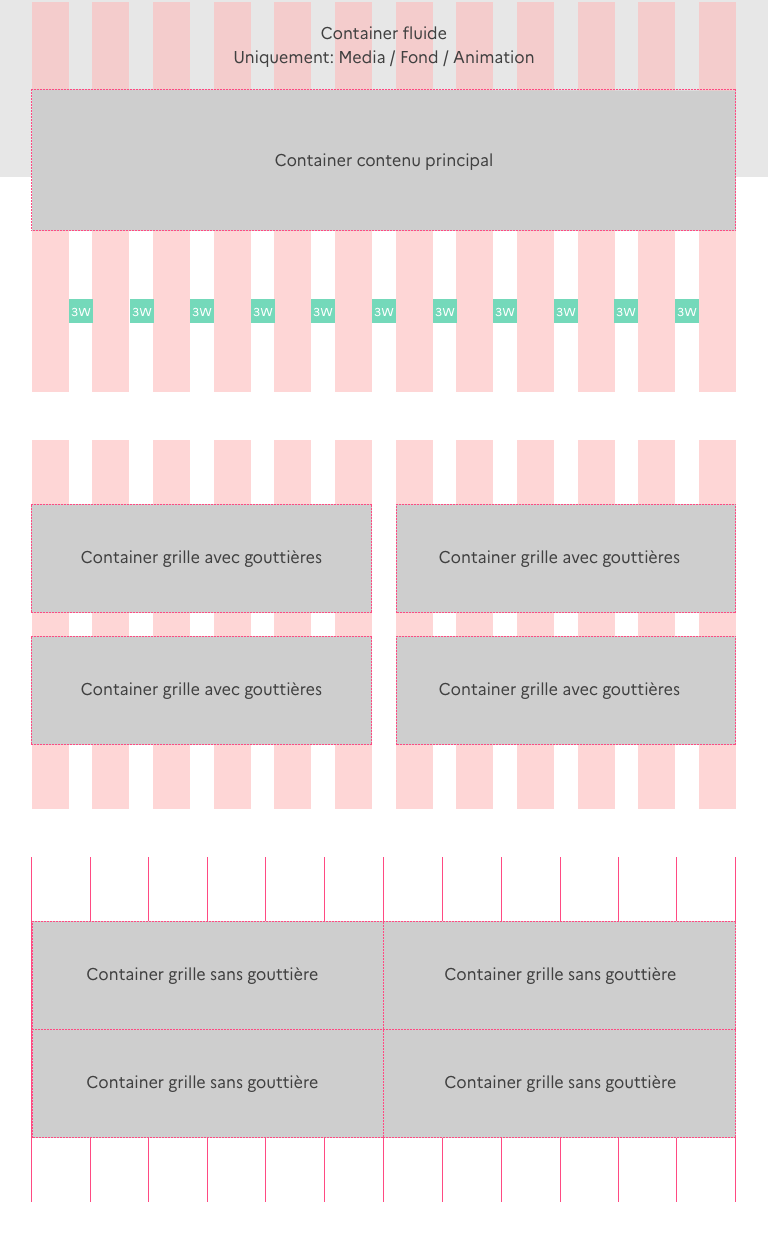 Container fluide
Uniquement: Media / Fond / Animation
Container contenu principal
3W 3W 3W 3W 3W 3W 3W 3W 3W 3W 3W
Container grille avec gouttières Container grille avec gouttières
Container grille avec gouttières Container grille avec gouttières
Container grille sans gouttière Container grille sans gouttière
Container grille sans gouttière Container grille sans gouttière